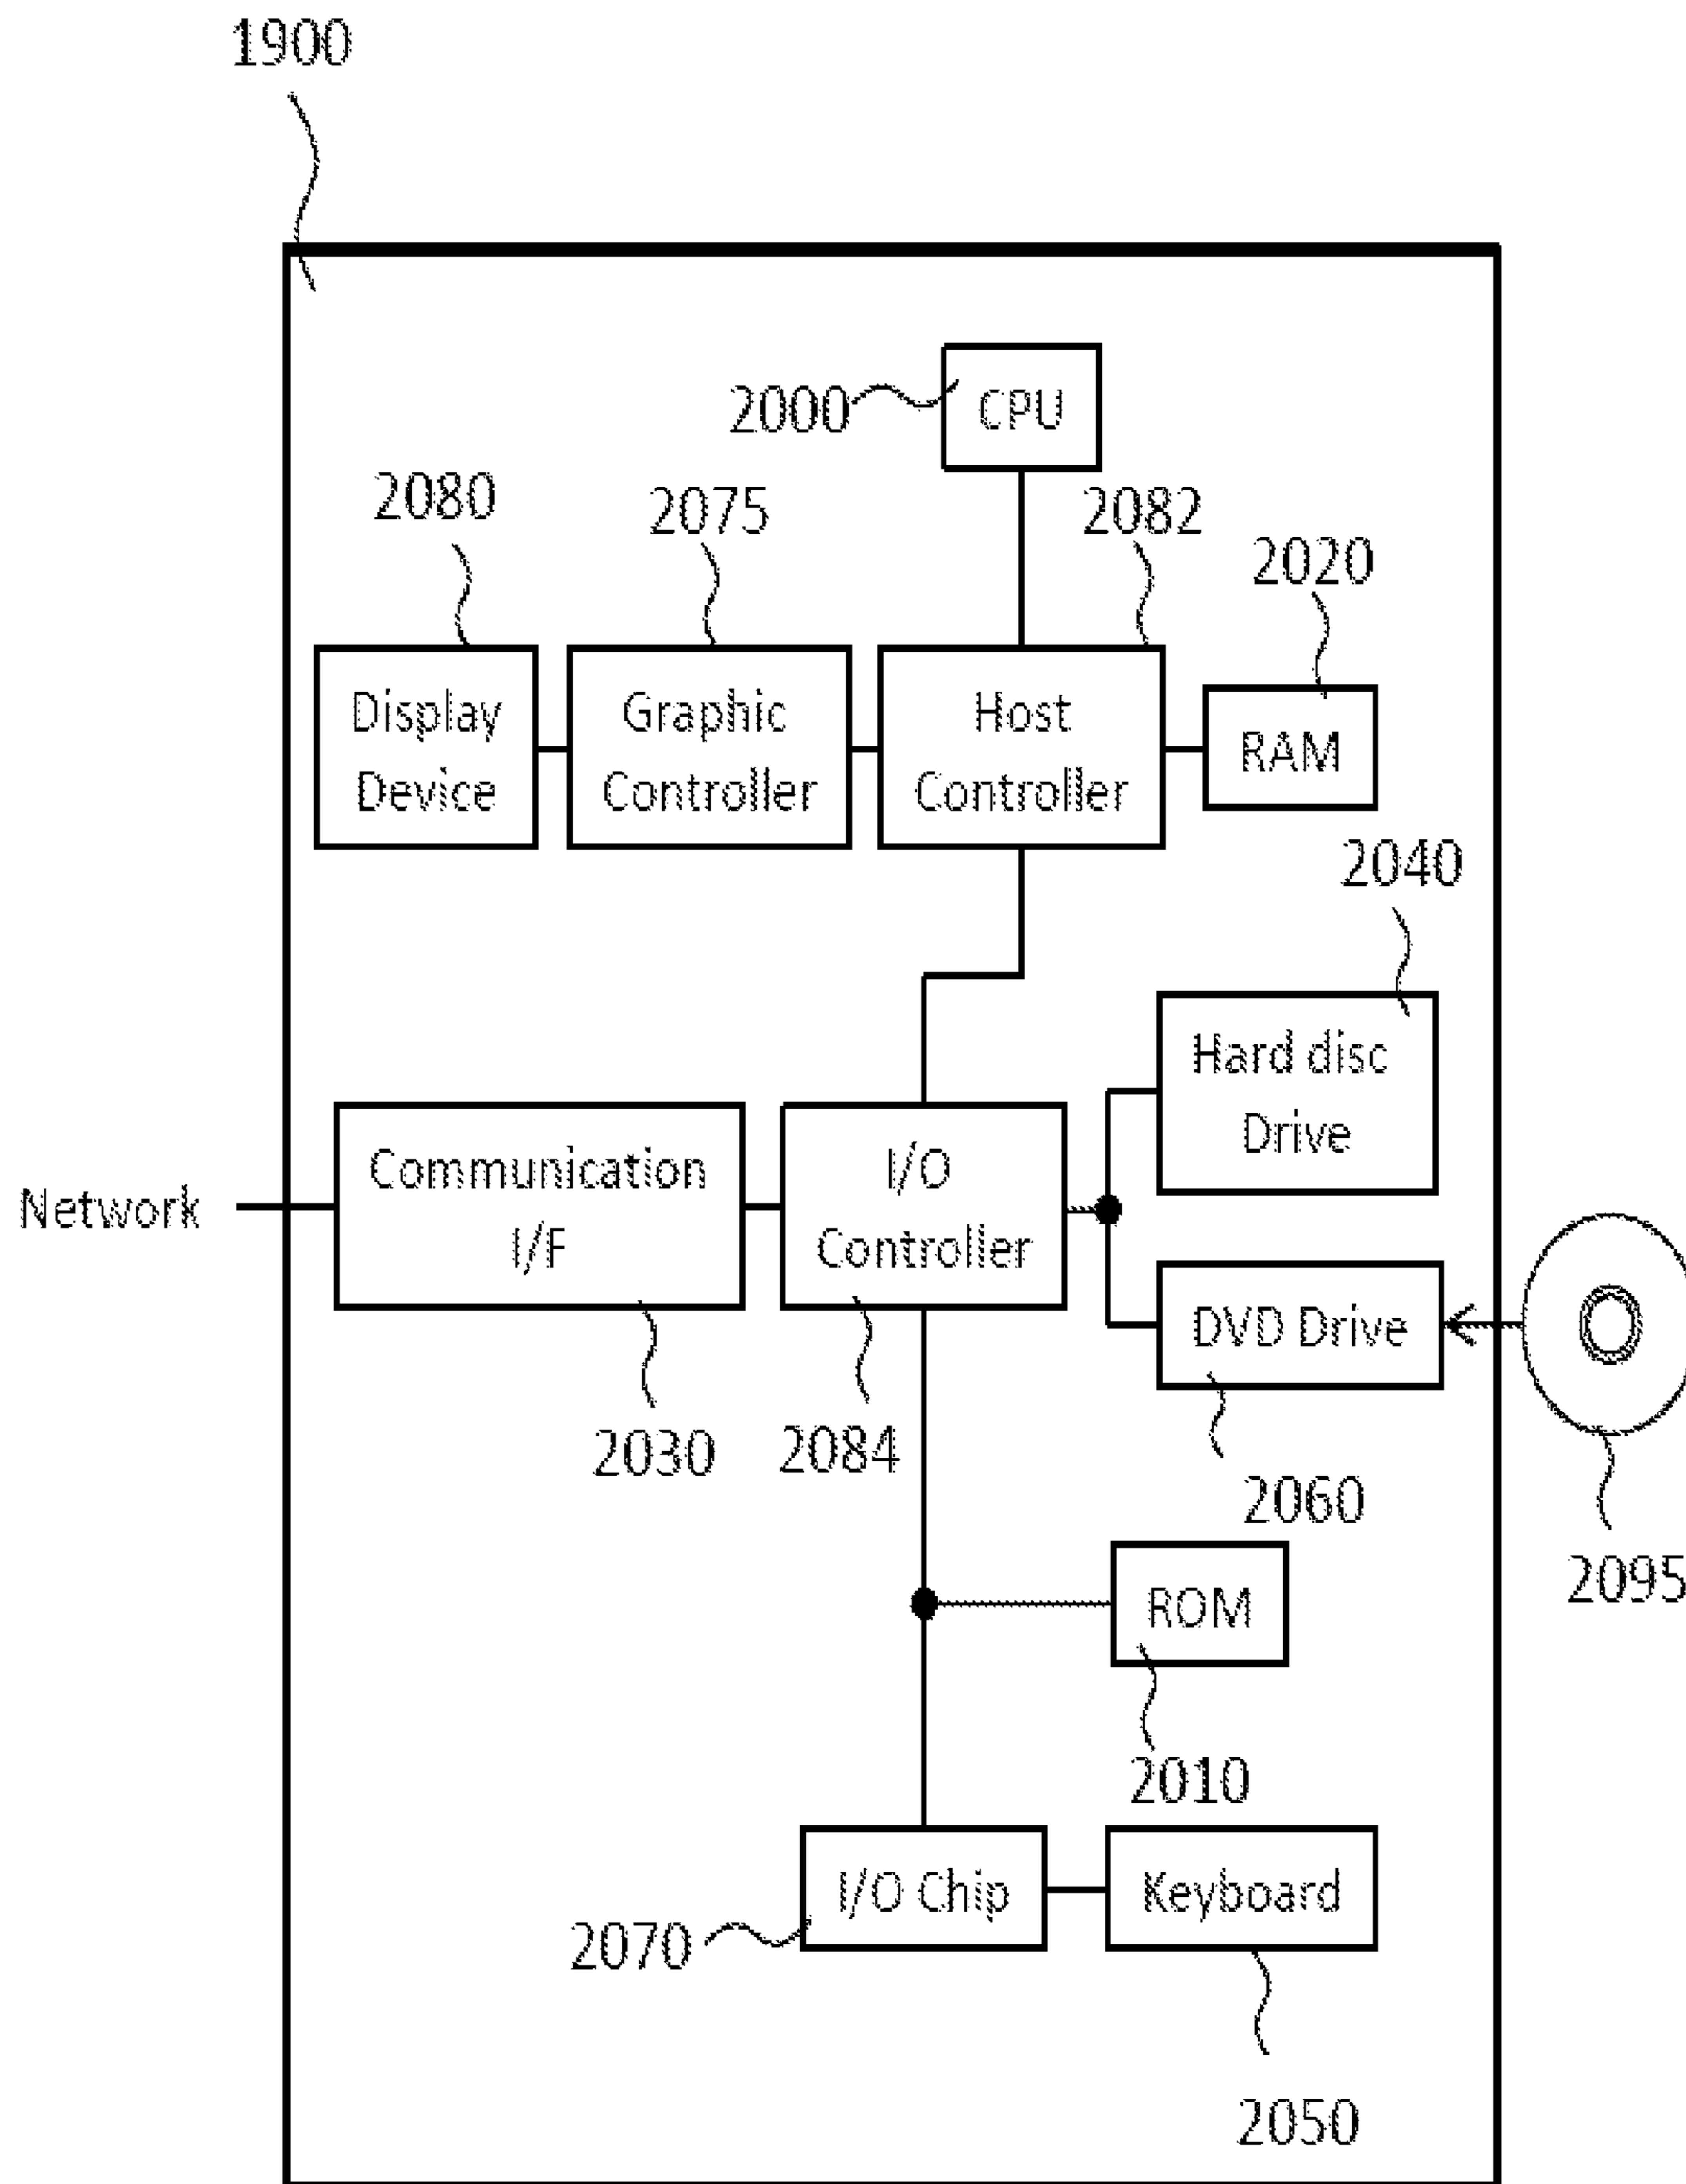 1900
2000
CPU
2080
2075
2082
2020
Display
Device
Graphic
Controller
Host
Controller
RAM
2040
Hard disc
Drive
Network
Communication
I/F
I/O
Controller
DVD Drive
2030
2084
2060
2095
ROM
2010
I/O Chip
Keyboard
2070
2050